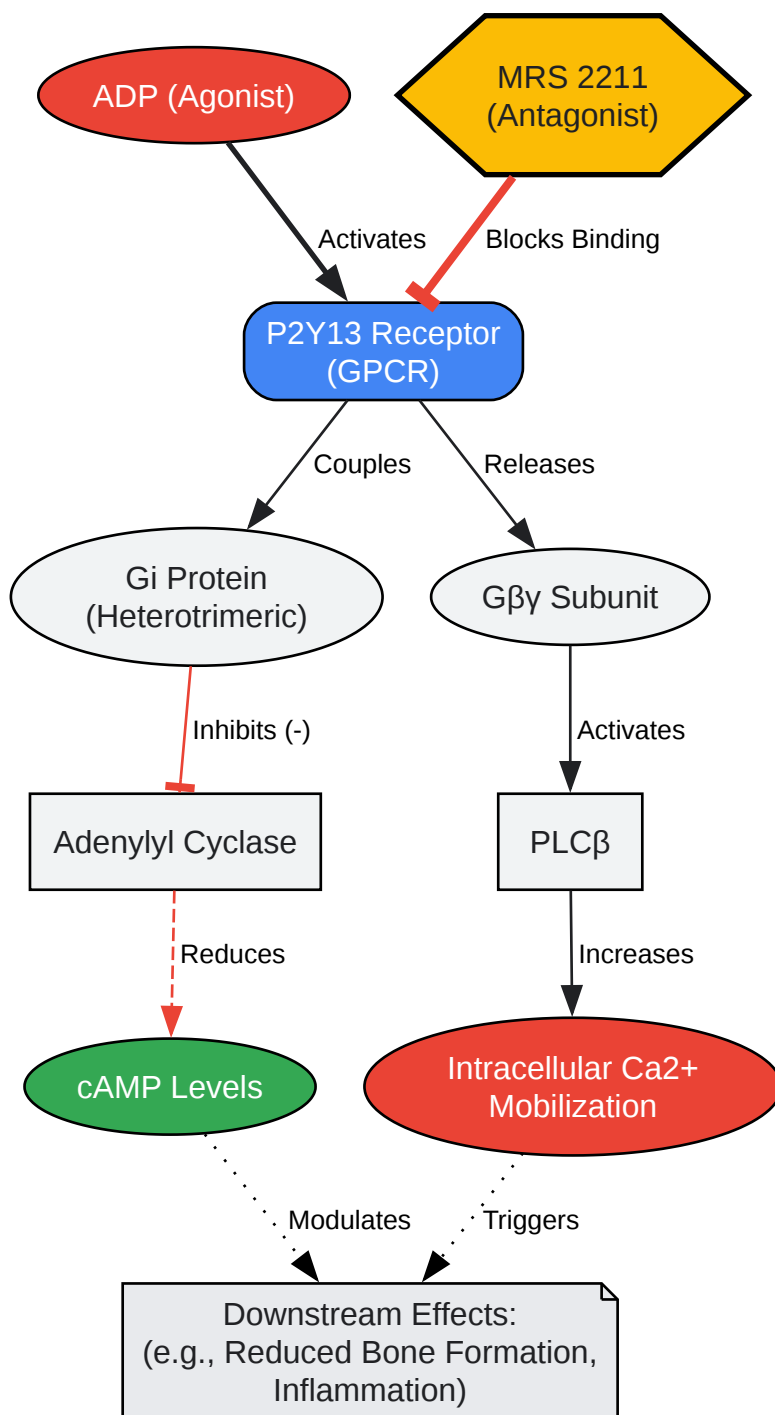 ADP (Agonist)
MRS 2211
(Antagonist)
Activates
Blocks Binding
P2Y13 Receptor
(GPCR)
Couples
Releases
Gi Protein
(Heterotrimeric)
Gβγ Subunit
Inhibits (-)
Activates
Adenylyl Cyclase
PLCβ
Reduces
Increases
cAMP Levels
Intracellular Ca2+
Mobilization
Modulates
Triggers
Downstream Effects:
(e.g., Reduced Bone Formation,
Inflammation)